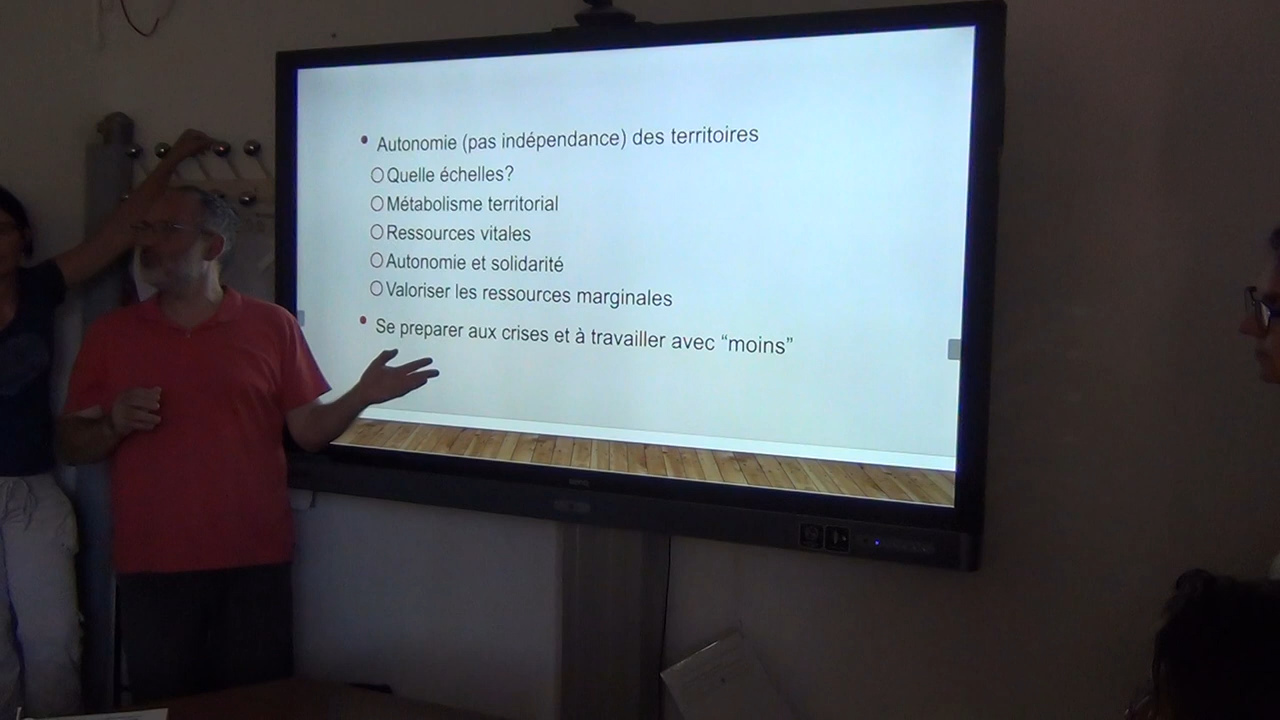 • Autonomie (pas indépendance) des territoires
○ Quelle échelles?
○ Métabolisme territorial
○ Ressources vitales
○ Autonomie et solidarité
○ Valoriser les ressources marginales
• Se preparer aux crises et à travailler avec “moins”
BENQ